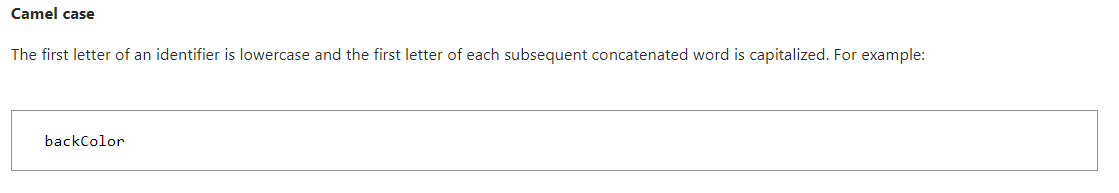 Camel case
The first letter of an identifier is lowercase and the first letter of each subsequent concatenated word is capitalized. For example:
backColor